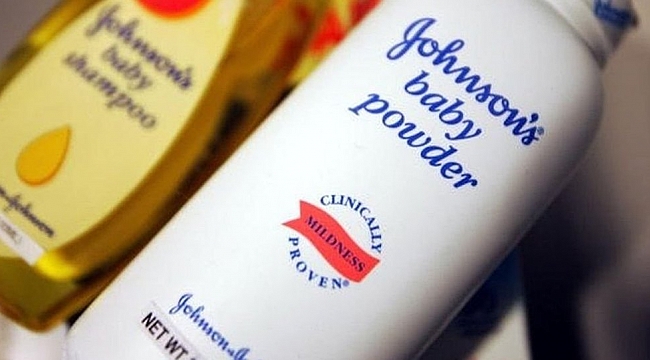 Johnson's
baby
shampoo
Johnson's®
baby
powder
CLINICALLY
MILDNESS
PROVEN®
Johnson
NET WT